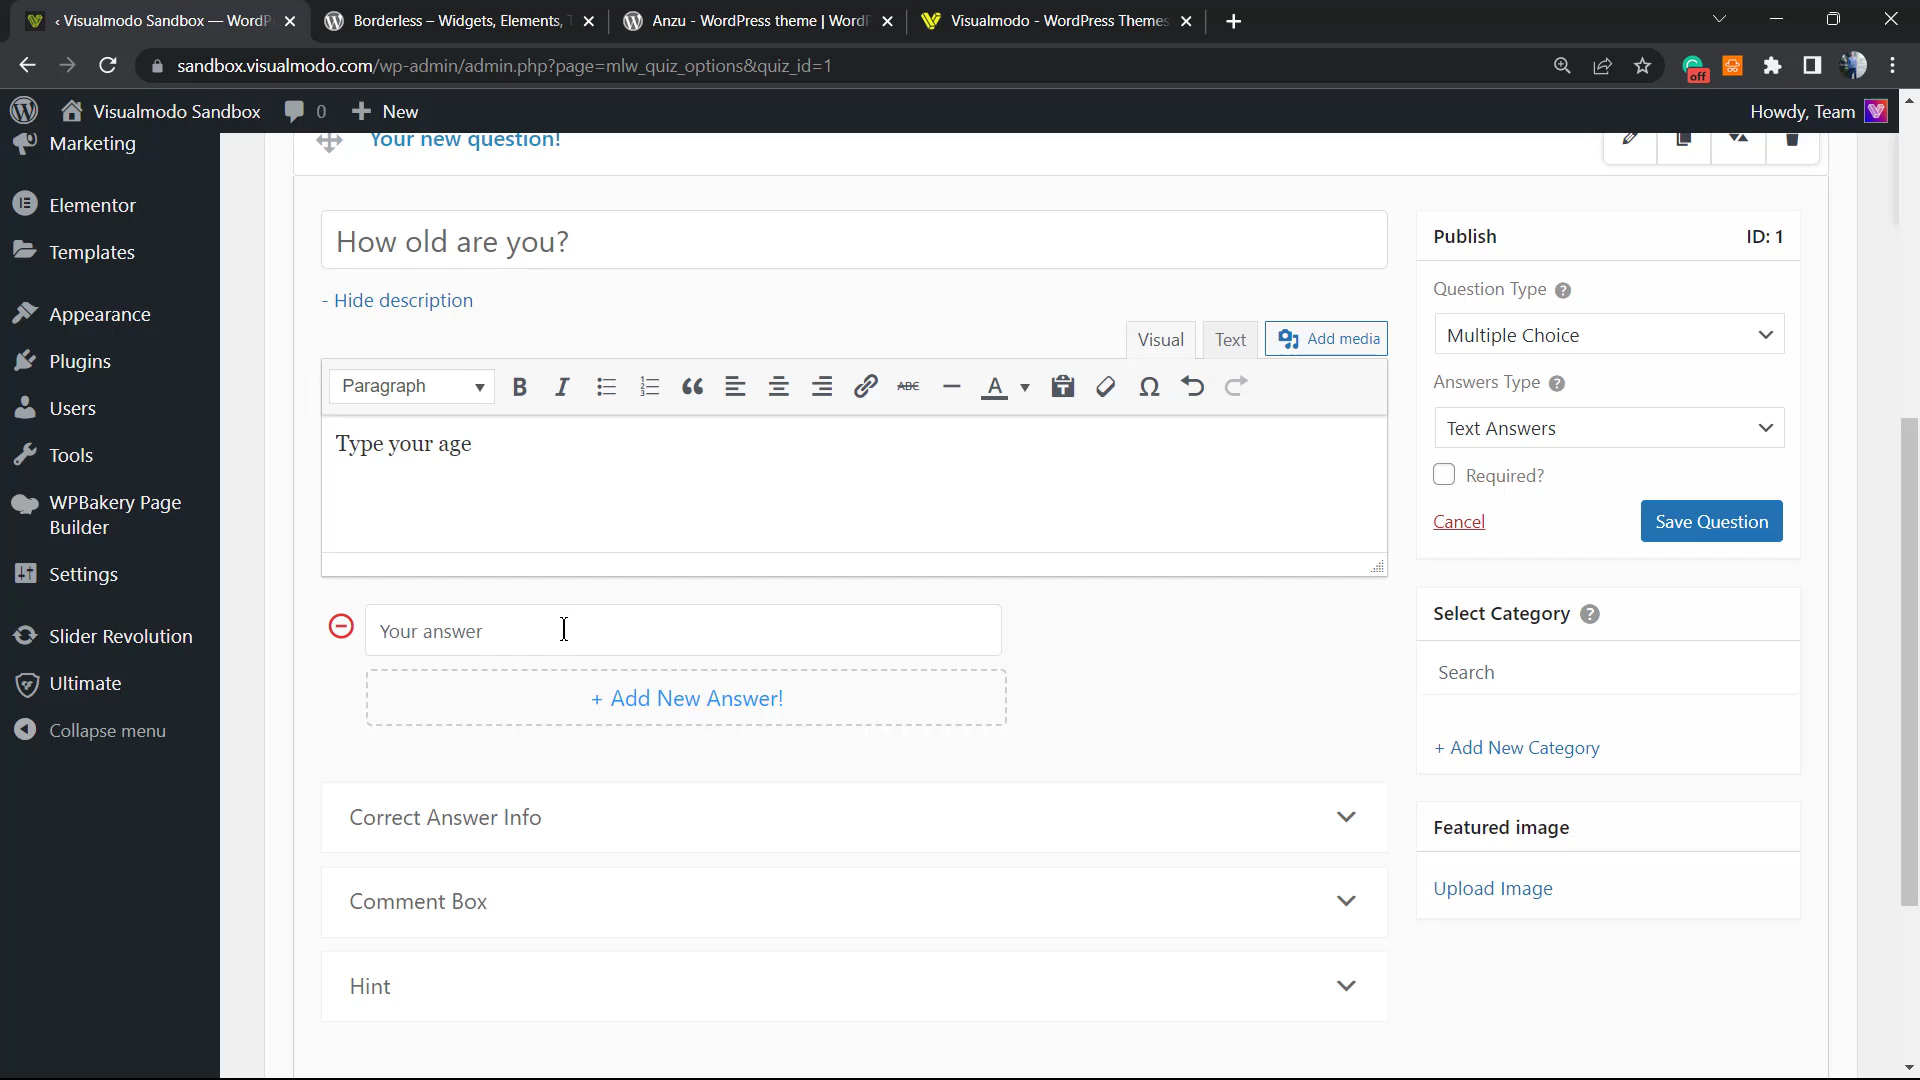 ‹ Visualmodo Sandbox — WordP
Borderless – Widgets, Elements, T
Anzu - WordPress theme | WordP
Visualmodo - WordPress Themes
sandbox.visualmodo.com/wp-admin/admin.php?page=mlw_quiz_options&quiz_id=1
off
Visualmodo Sandbox
0
New
Howdy, Team
Marketing
Elementor
Templates
Appearance
Plugins
Users
Tools
WPBakery Page
Builder
Settings
Slider Revolution
Ultimate
Collapse menu
Your new question!
How old are you?
- Hide description
Visual
Text
Add media
Paragraph
B
I
ABC
A
Ω
Type your age
Your answer
+ Add New Answer!
Correct Answer Info
Comment Box
Hint
Publish
ID: 1
Question Type ?
Multiple Choice
Answers Type ?
Text Answers
Required?
Cancel
Save Question
Select Category ?
Search
+ Add New Category
Featured image
Upload Image